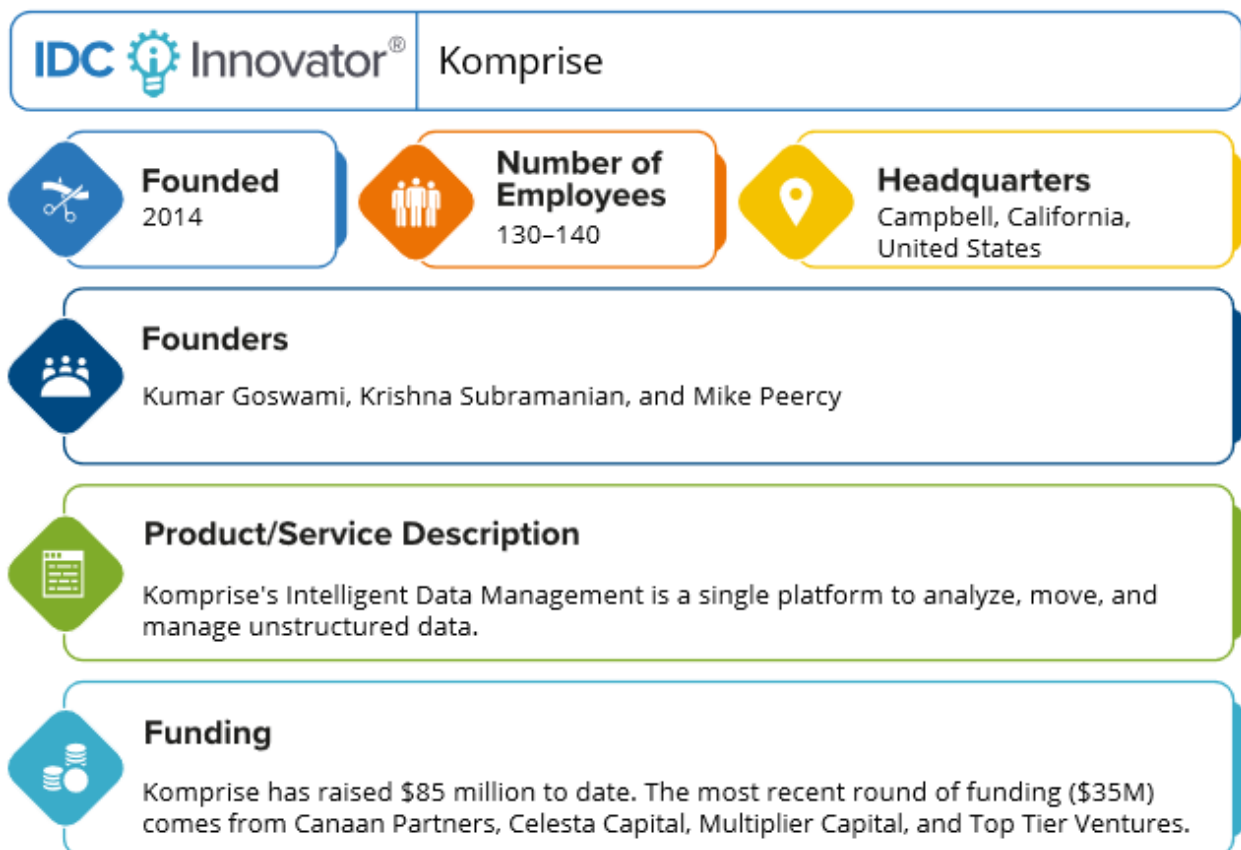 IDC Innovator® Komprise
Founded
2014
Number of
Employees
130–140
Headquarters
Campbell, California,
United States
Founders
Kumar Goswami, Krishna Subramanian, and Mike Peercy
Product/Service Description
Komprise's Intelligent Data Management is a single platform to analyze, move, and
manage unstructured data.
Funding
Komprise has raised $85 million to date. The most recent round of funding ($35M)
comes from Canaan Partners, Celesta Capital, Multiplier Capital, and Top Tier Ventures.